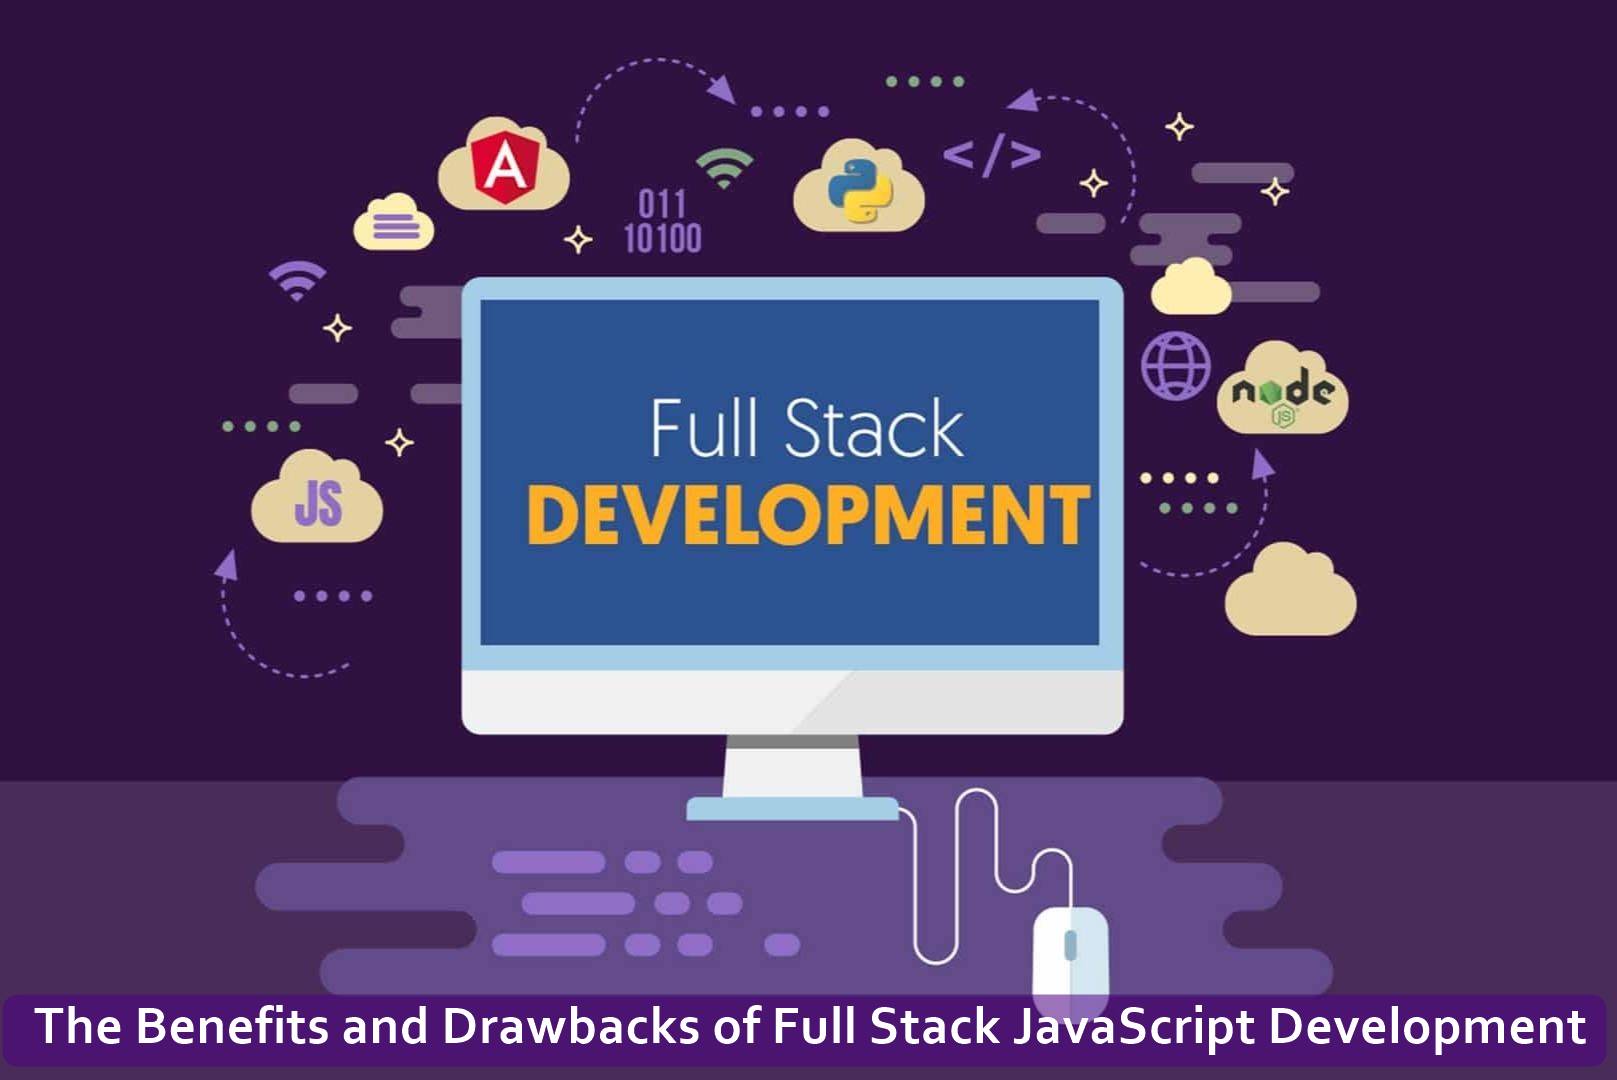 A
011
10100
</>
node
JS
JS
Full Stack
DEVELOPMENT
The Benefits and Drawbacks of Full Stack JavaScript Development